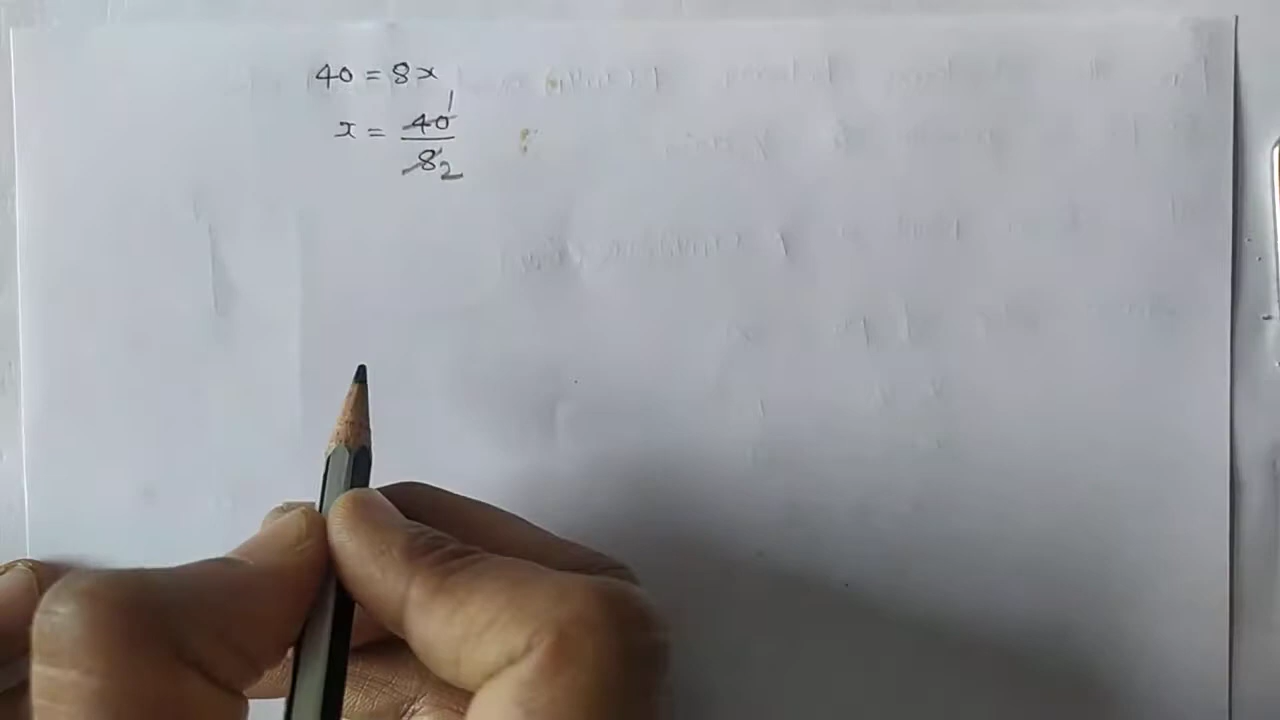 40 = 8x
1
x = 40/8
2